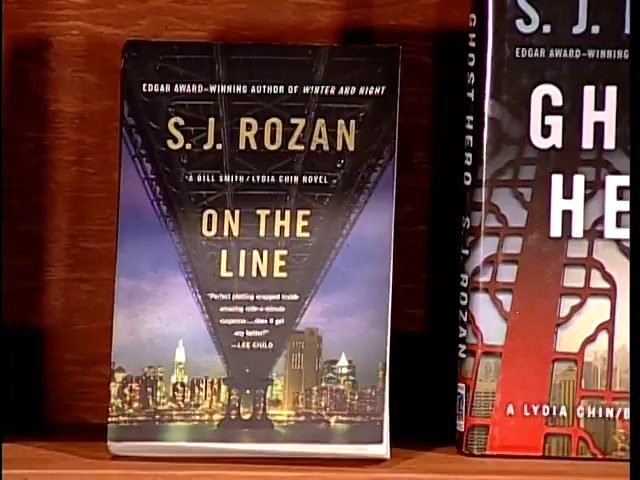 EDGAR AWARD–WINNING AUTHOR OF WINTER AND NIGHT
S. J. ROZAN
A BILL SMITH/LYDIA CHIN NOVEL
ON THE
LINE
"Perfect plotting wrapped inside
amazing minute-a-minute
suspense....does it get
any better?"
—LEE CHILD
GHOST HERO S. J. ROZAN
S. J.
EDGAR AWARD–WINNING
GH
HE
A LYDIA CHIN/B